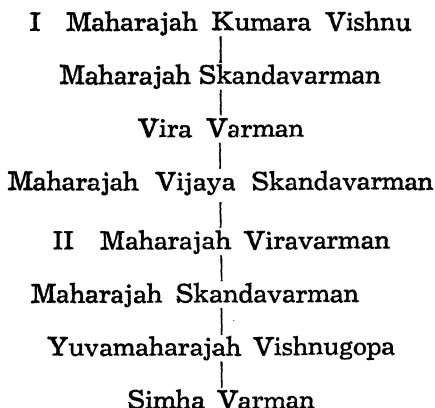 I Maharajah Kumara Vishnu
Maharajah Skandavarman
Vira Varman
Maharajah Vijaya Skandavarman
II Maharajah Viravarman
Maharajah Skandavarman
Yuvamaharajah Vishnugopa
Simha Varman